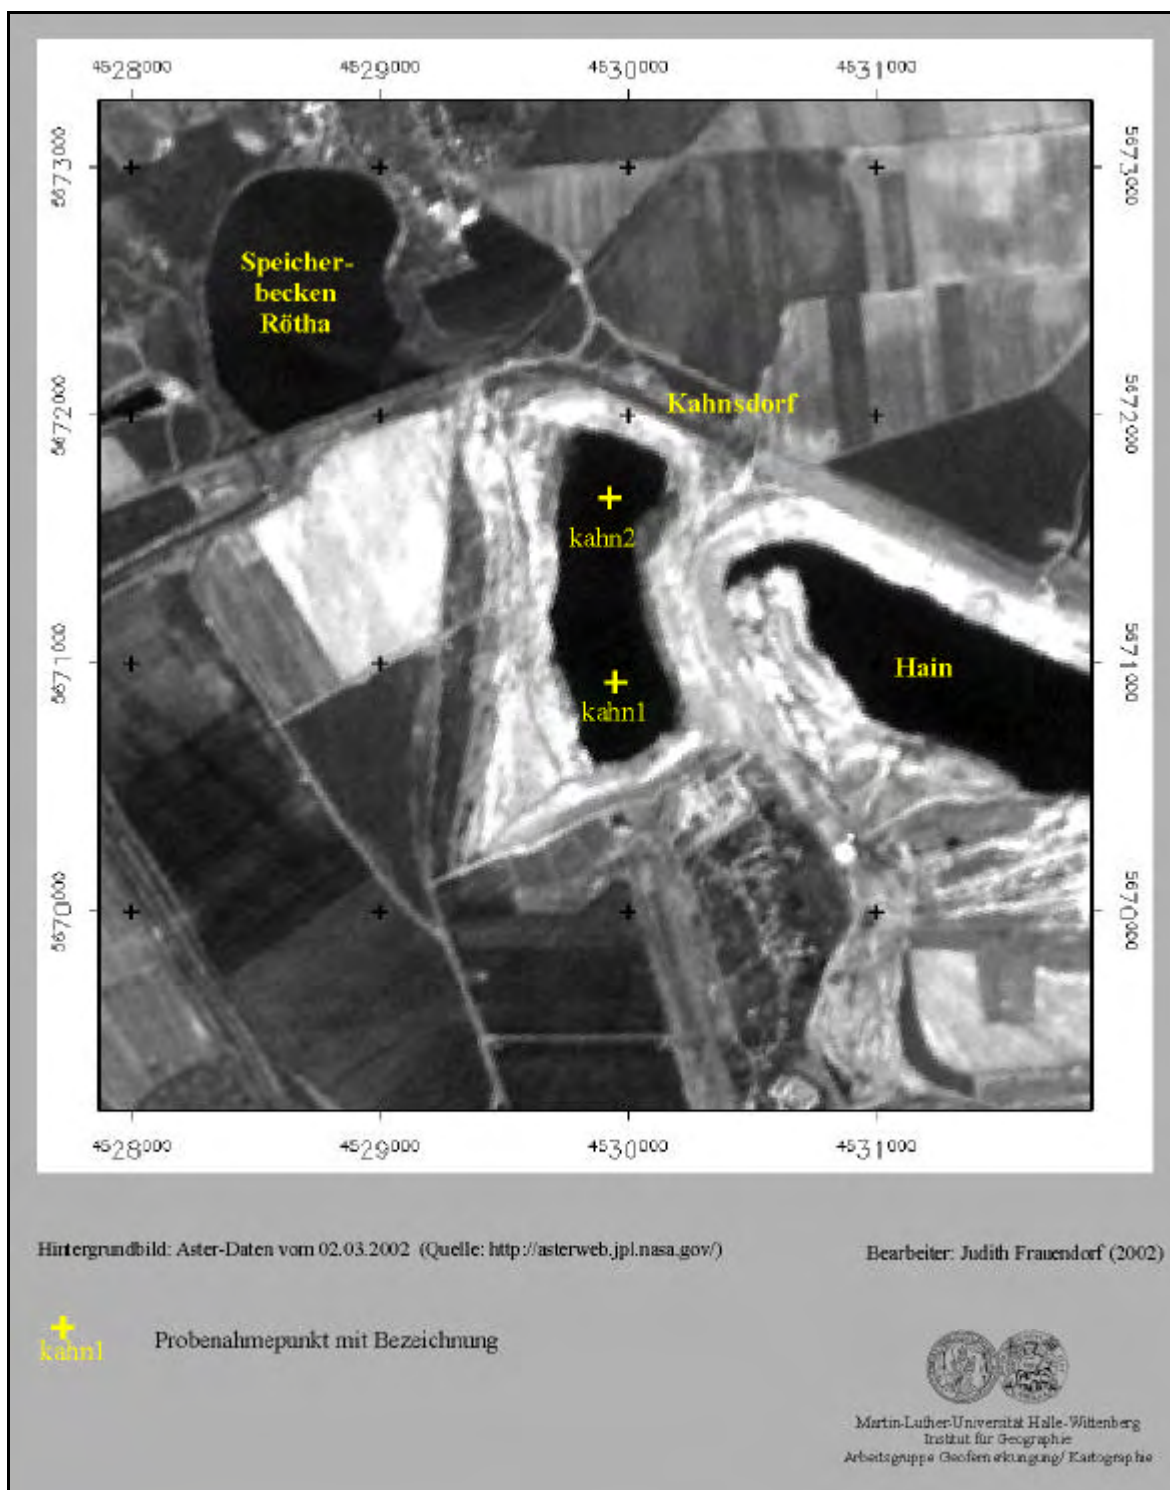 4528000 4529000 4530000 4531000
5673000
5673000
Speicher-
becken
Rötha
5672000
Kahnsdorf
5672000
kahn2
5671000
Hain
5671000
kahn1
5670000
5670000
4528000 4529000 4530000 4531000
Hintergrundbild: Aster-Daten vom 02.03.2002 (Quelle: http://asterweb.jpl.nasa.gov/)
Bearbeiter: Judith Frauendorf (2002)
kahn1
Probenahmepunkt mit Bezeichnung
Martin-Luther-Universität Halle-Wittenberg
Institut für Geographie
Arbeitsgruppe Geofernerkungung/ Kartographie